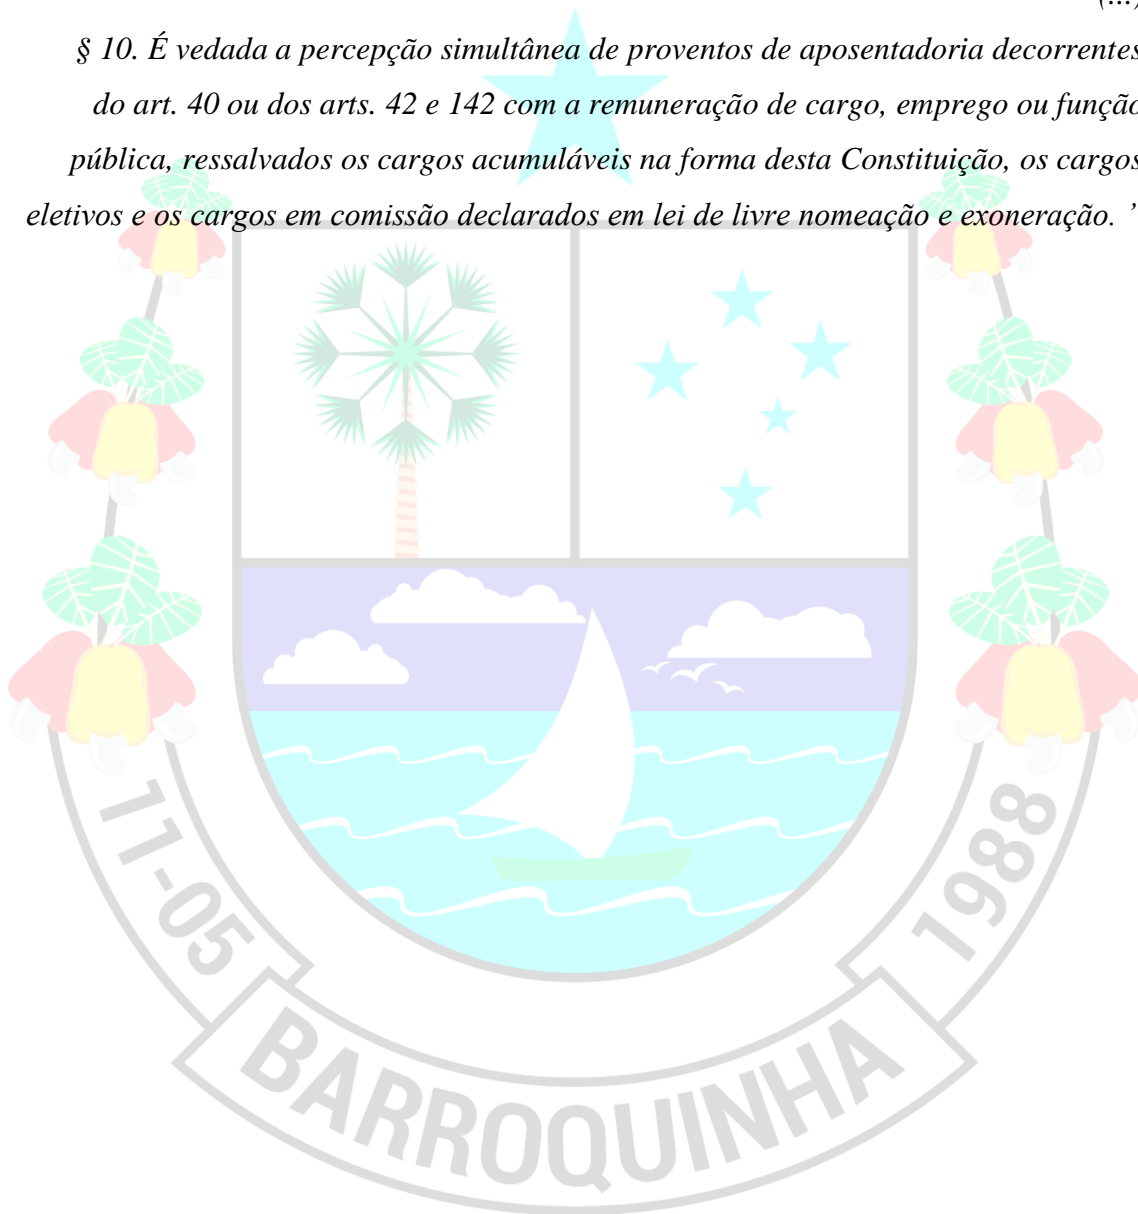 (...)
§ 10. É vedada a percepção simultânea de proventos de aposentadoria decorrentes
do art. 40 ou dos arts. 42 e 142 com a remuneração de cargo, emprego ou função
pública, ressalvados os cargos acumuláveis na forma desta Constituição, os cargos
eletivos e os cargos em comissão declarados em lei de livre nomeação e exoneração. ’
11-05
BARROQUINHA
1988